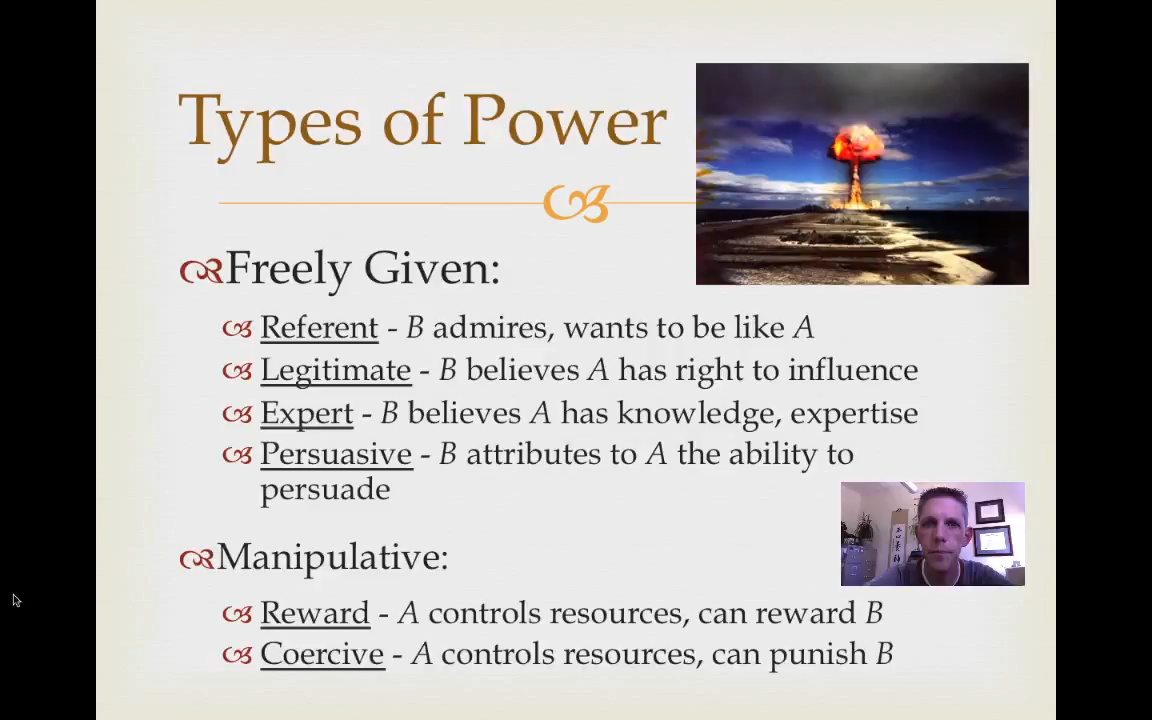 Types of Power
Freely Given:
Referent - B admires, wants to be like A
Legitimate - B believes A has right to influence
Expert - B believes A has knowledge, expertise
Persuasive - B attributes to A the ability to
persuade
Manipulative:
Reward - A controls resources, can reward B
Coercive - A controls resources, can punish B